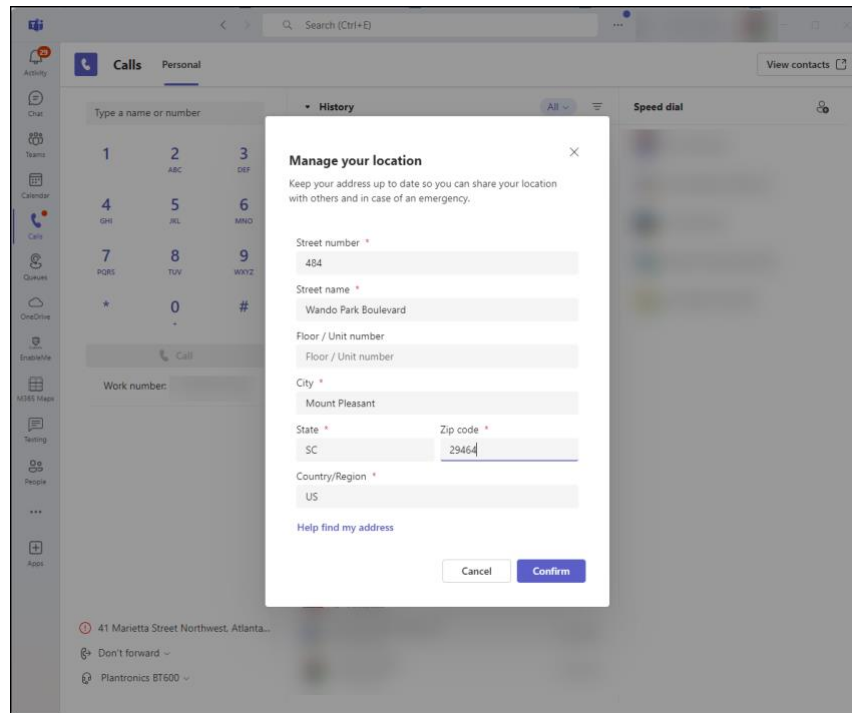 Search (Ctrl+E)
29
Activity
Chat
Teams
Calendar
Calls
Queues
OneDrive
EnableMe
M365 Maps
Texting
People
Apps
Calls Personal
View contacts
Type a name or number
1 2 3
ABC DEF
4 5 6
GHI JKL MNO
7 8 9
PQRS TUV WXYZ
* 0 #
+
Call
Work number:
History
All
Speed dial
Manage your location
Keep your address up to date so you can share your location
with others and in case of an emergency.
Street number *
484
Street name *
Wando Park Boulevard
Floor / Unit number
Floor / Unit number
City *
Mount Pleasant
State * Zip code *
SC 29464
Country/Region *
US
Help find my address
Cancel Confirm
41 Marietta Street Northwest, Atlanta...
Don't forward
Plantronics BT600